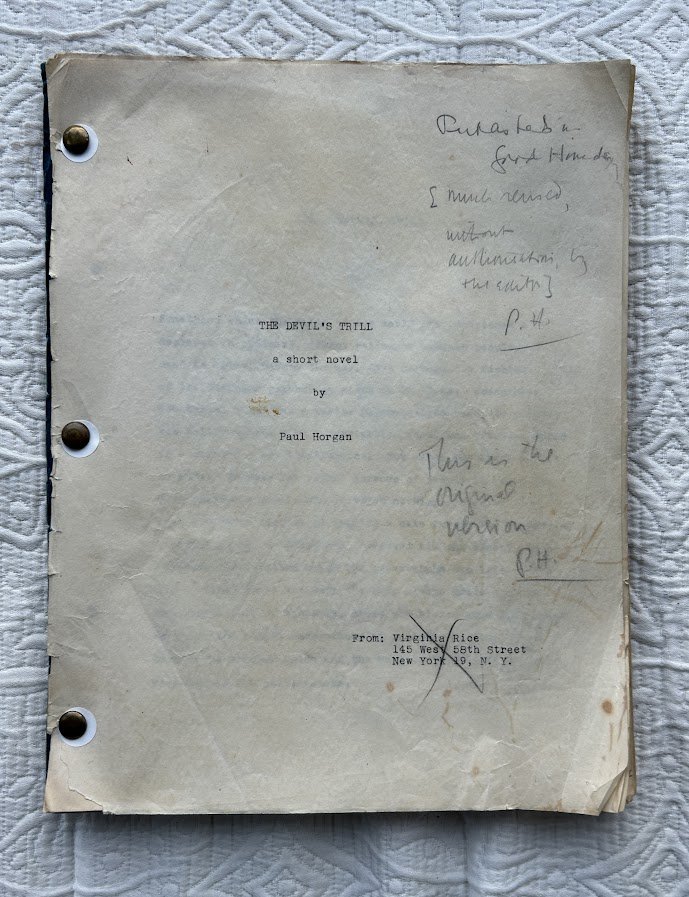 Published in
Good Housekeeping
[ much revised,
without
authorization, by
the editor]
P.H.
THE DEVIL'S TRILL
a short novel
by
Paul Horgan
This is the
original
version
P.H.
From: Virginia Rice
145 West 58th Street
New York 19, N. Y.